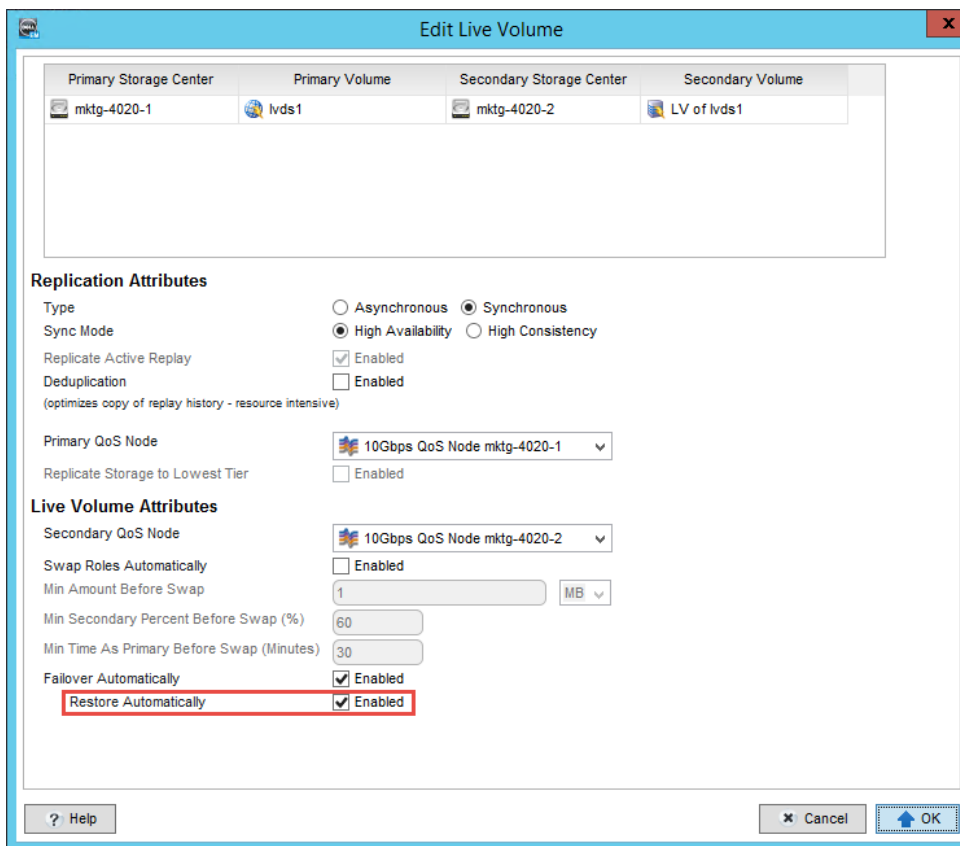 Edit Live Volume
x
Primary Storage Center Primary Volume Secondary Storage Center Secondary Volume
mktg-4020-1 lvds1 mktg-4020-2 LV of lvds1
Replication Attributes
Type Asynchronous Synchronous
Sync Mode High Availability High Consistency
Replicate Active Replay Enabled
Deduplication Enabled
(optimizes copy of replay history - resource intensive)
Primary QoS Node 10Gbps QoS Node mktg-4020-1
Replicate Storage to Lowest Tier Enabled
Live Volume Attributes
Secondary QoS Node 10Gbps QoS Node mktg-4020-2
Swap Roles Automatically Enabled
Min Amount Before Swap 1 MB
Min Secondary Percent Before Swap (%) 60
Min Time As Primary Before Swap (Minutes) 30
Failover Automatically Enabled
Restore Automatically Enabled
? Help Cancel OK